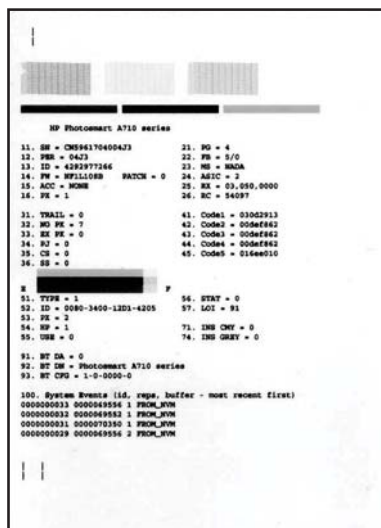 HP Photosmart A710 series
11. SN = CN5961704004J3 21. PG = 4
12. PER = 04J3 22. FB = 5/0
13. ID = 4292977266 23. MS = NADA
14. FW = NF1L108B PATCH = 0 24. ASIC = 2
15. ACC = NONE 25. RX = 03,050,0000
16. PX = 1 26. RC = 54097
31. TRAIL = 0 41. Code1 = 030d2913
32. NO PK = 7 42. Code2 = 00def862
33. EX PK = 0 43. Code3 = 00def862
34. PJ = 0 44. Code4 = 00def862
35. CS = 0 45. Code5 = 016ee010
36. SS = 0
E F
51. TYPE = 1 56. STAT = 0
52. ID = 0080-3400-12D1-4205 57. LOI = 91
53. PX = 2
54. HP = 1 71. INS CMY = 0
55. USE = 0 74. INS GREY = 0
91. BT DA = 0
92. BT DN = Photosmart A710 series
93. BT CFG = 1-0-0000-0
100. System Events (id, reps, buffer - most recent first)
0000000033 0000069556 1 FROM_NVM
0000000032 0000069552 1 FROM_NVM
0000000031 0000070350 1 FROM_NVM
0000000029 0000069556 2 FROM_NVM